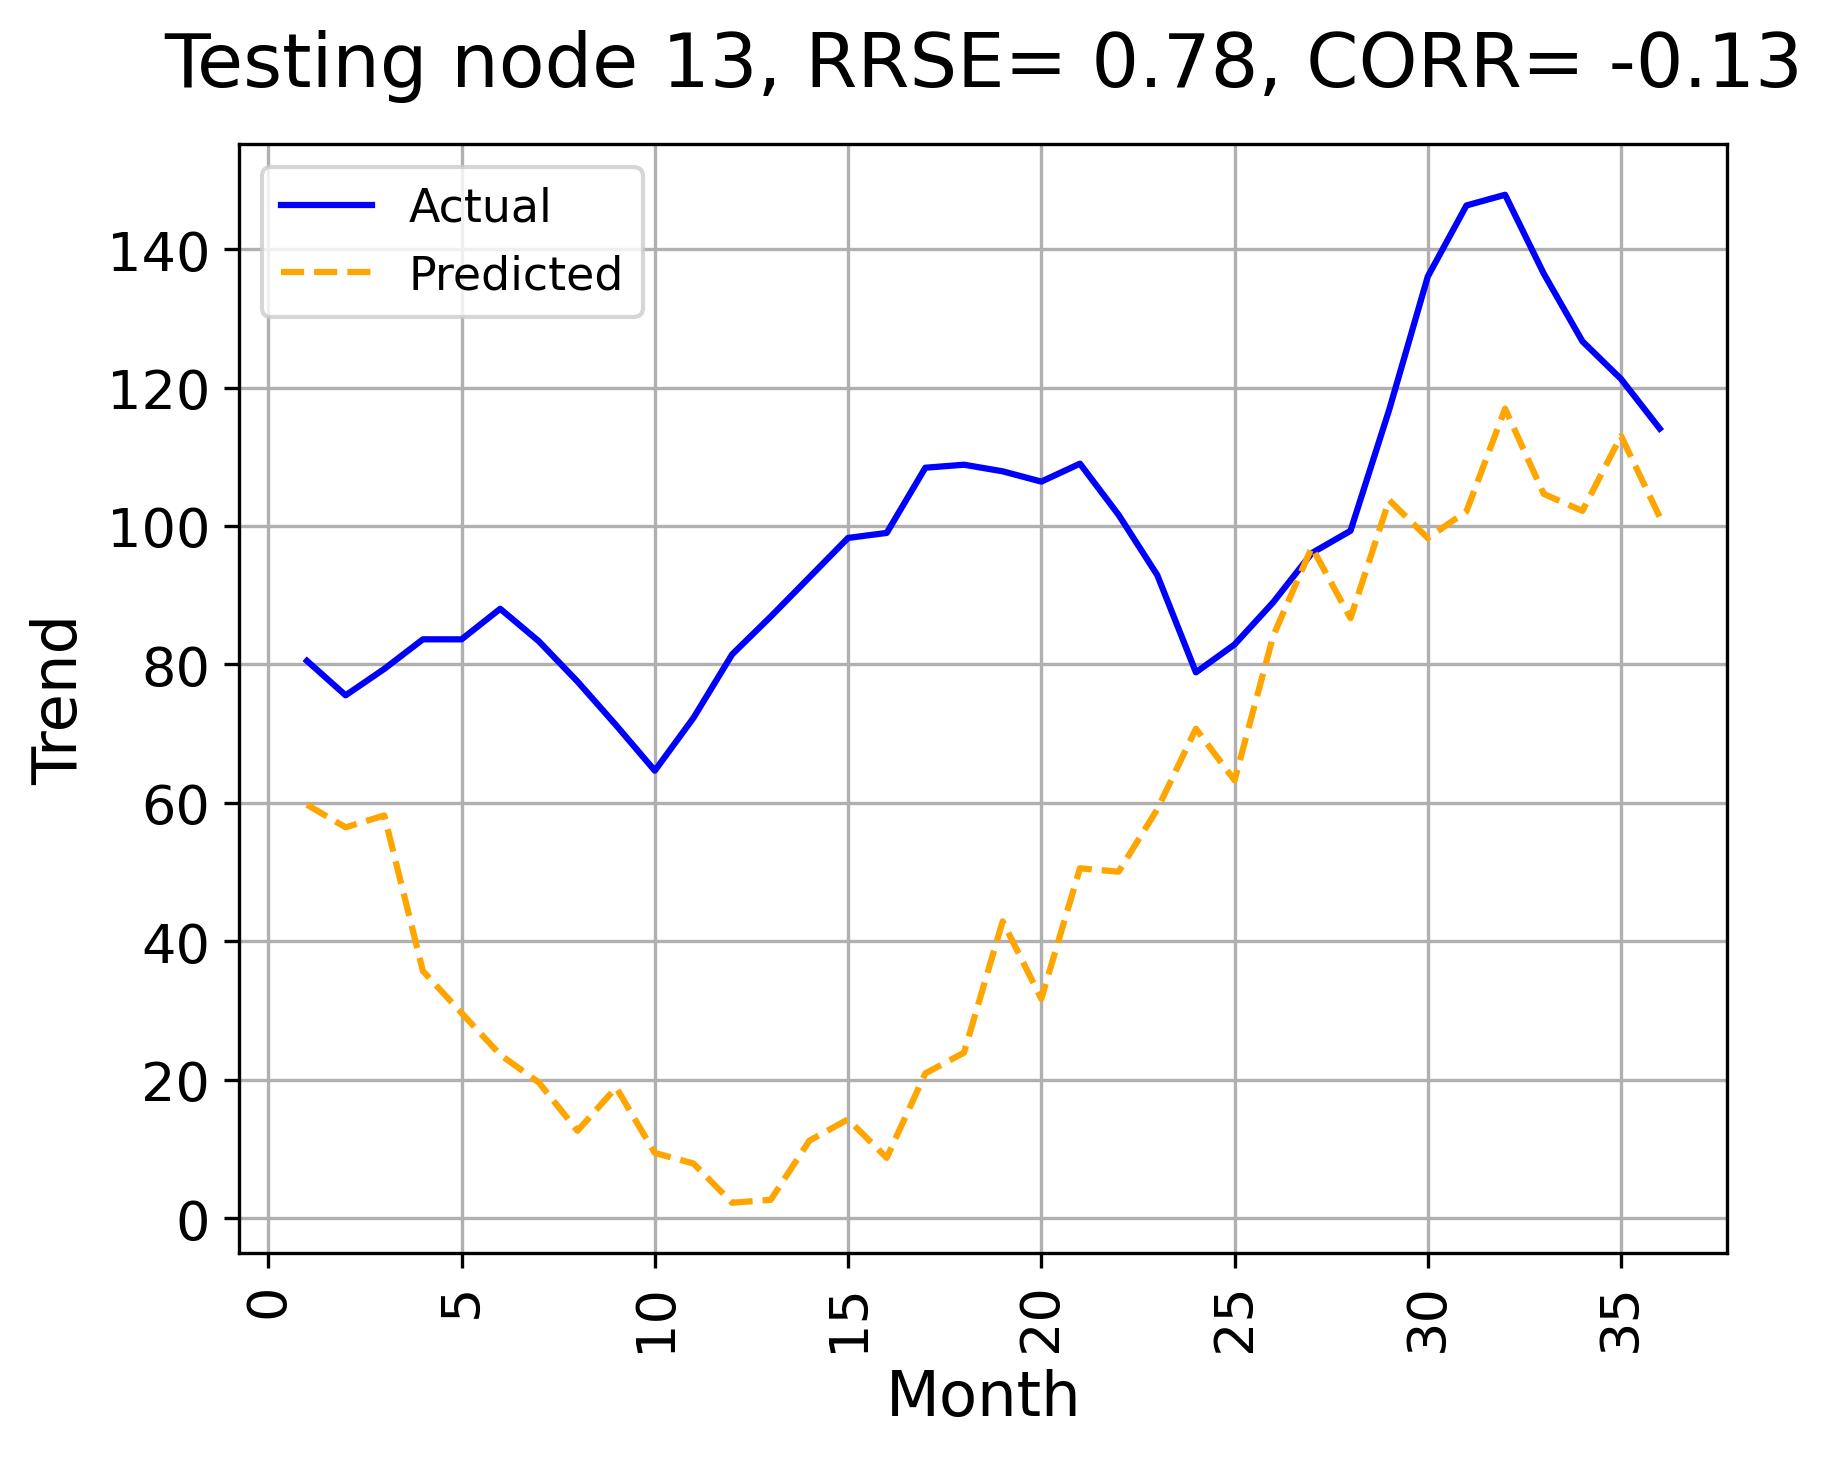 Testing node 13, RRSE= 0.78, CORR= -0.13
Actual
Predicted
140
120
100
80
60
40
20
0
Trend
0 5 10 15 20 25 30 35
Month